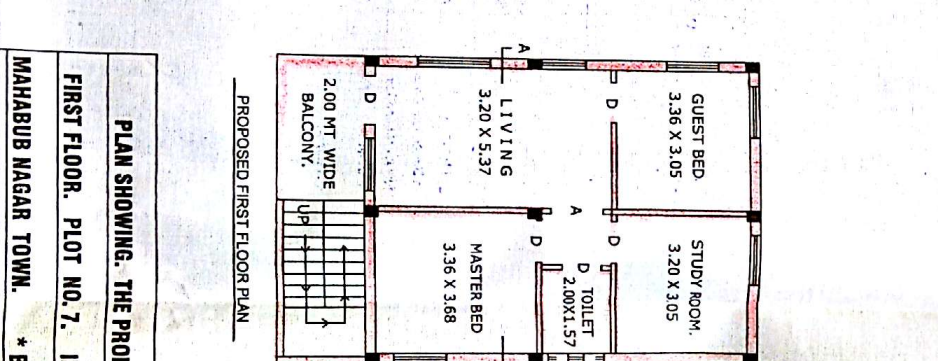 GUEST BED
3.36 X 3.05
STUDY ROOM.
3.20 X 3.05
D
D
A
D
D
TOILET
2.00X1.57
A
LIVING
3.20 X 5.37
D
MASTER BED
3.36 X 3.68
D
2.00 MT WIDE
BALCONY.
UP
PROPOSED FIRST FLOOR PLAN
PLAN SHOWING. THE
FIRST FLOOR. PLOT NO. 7.
MAHABUB NAGAR TOWN. *